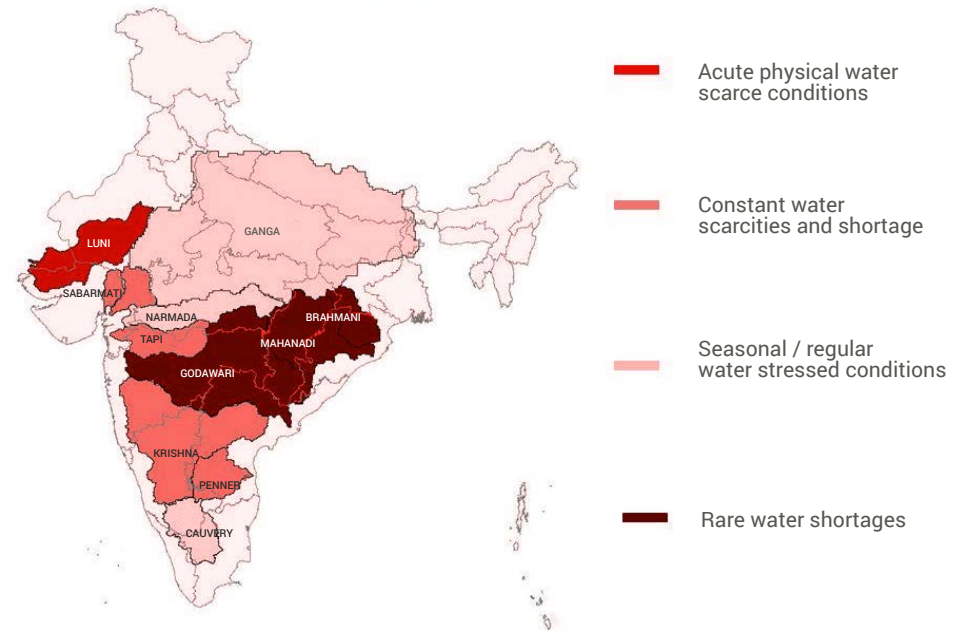 Acute physical water
scarce conditions
Constant water
scarcities and shortage
Seasonal / regular
water stressed conditions
Rare water shortages
LUNI
GANGA
SABARMATI
NARMADA
BRAHMANI
TAPI
MAHANADI
GODAWARI
KRISHNA
PENNER
CAUVERY